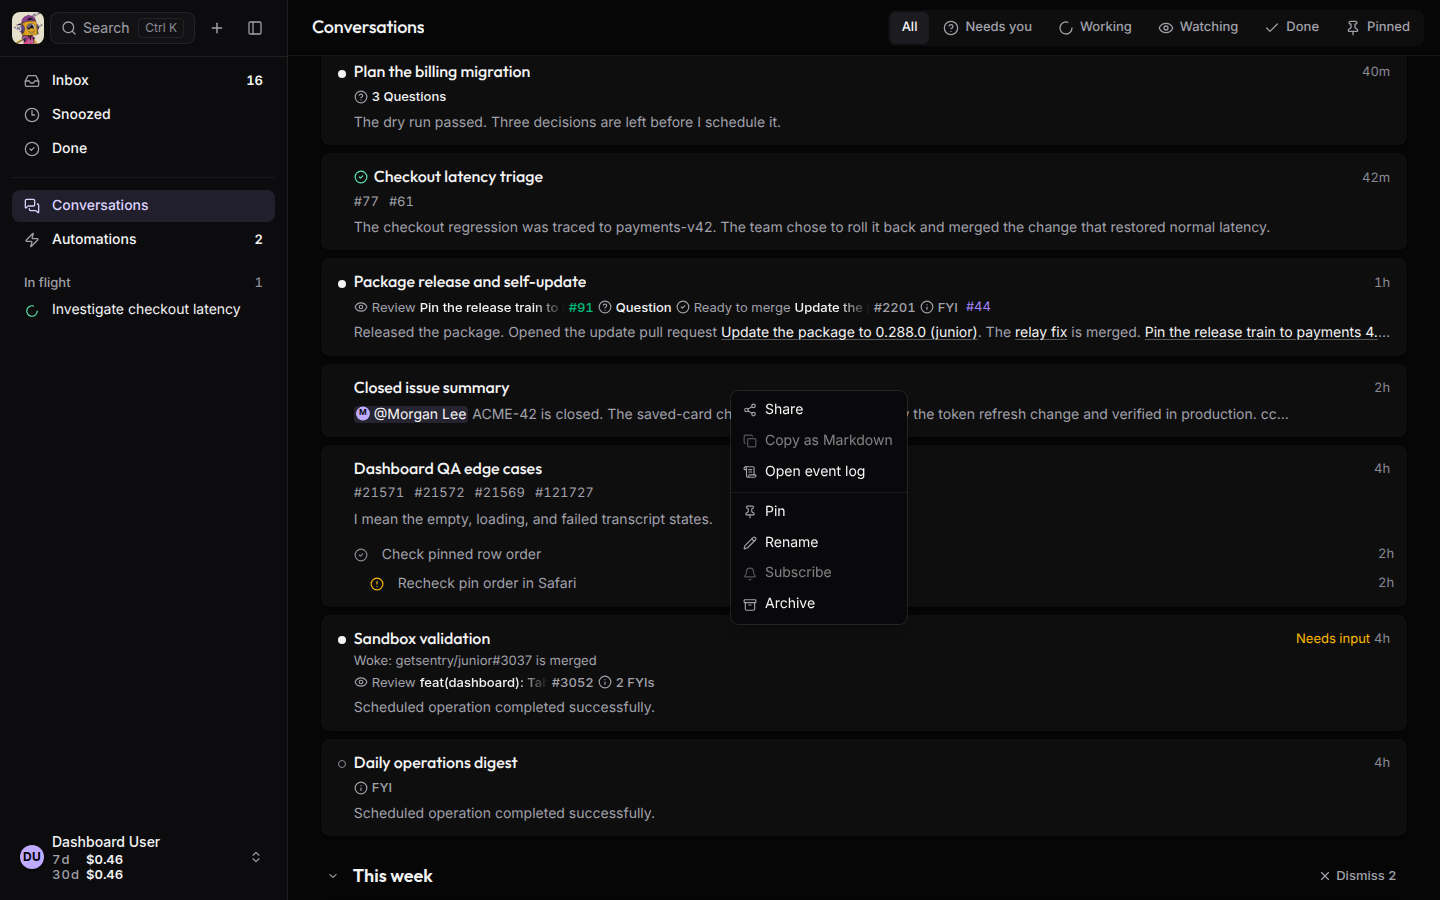 Search Ctrl K
Inbox 16
Snoozed
Done
Conversations
Automations 2
In flight 1
Investigate checkout latency
DU Dashboard User
7d $0.46
30d $0.46
Conversations
All Needs you Working Watching Done Pinned
Plan the billing migration 40m
3 Questions
The dry run passed. Three decisions are left before I schedule it.
Checkout latency triage 42m
#77 #61
The checkout regression was traced to payments-v42. The team chose to roll it back and merged the change that restored normal latency.
Package release and self-update 1h
Review Pin the release train to #91 Question Ready to merge Update the #2201 FYI #44
Released the package. Opened the update pull request Update the package to 0.288.0 (junior). The relay fix is merged. Pin the release train to payments 4....
Closed issue summary 2h
M @Morgan Lee ACME-42 is closed. The saved-card ch the token refresh change and verified in production. cc...
Share
Copy as Markdown
Open event log
Pin
Rename
Subscribe
Archive
Dashboard QA edge cases 4h
#21571 #21572 #21569 #121727
I mean the empty, loading, and failed transcript states.
Check pinned row order 2h
Recheck pin order in Safari 2h
Sandbox validation Needs input 4h
Woke: getsentry/junior#3037 is merged
Review feat(dashboard): Ta #3052 2 FYIs
Scheduled operation completed successfully.
Daily operations digest 4h
FYI
Scheduled operation completed successfully.
This week Dismiss 2